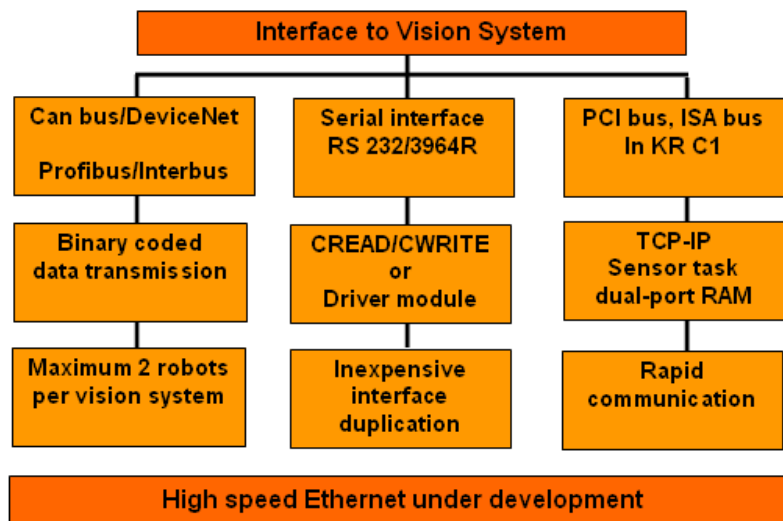 Interface to Vision System
Can bus/DeviceNet
Profibus/Interbus
Serial interface
RS 232/3964R
PCI bus, ISA bus
In KR C1
Binary coded
data transmission
CREAD/CWRITE
or
Driver module
TCP-IP
Sensor task
dual-port RAM
Maximum 2 robots
per vision system
Inexpensive
interface
duplication
Rapid
communication
High speed Ethernet under development